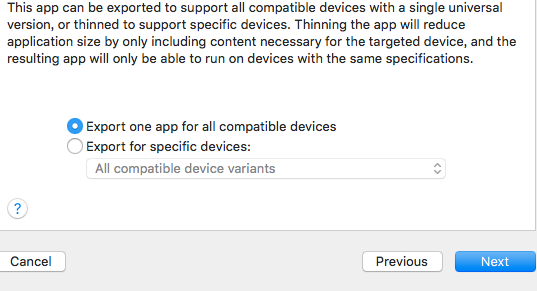 This app can be exported to support all compatible devices with a single universal
version, or thinned to support specific devices. Thinning the app will reduce
application size by only including content necessary for the targeted device, and the
resulting app will only be able to run on devices with the same specifications.
Export one app for all compatible devices
Export for specific devices:
All compatible device variants
?
Cancel
Previous
Next